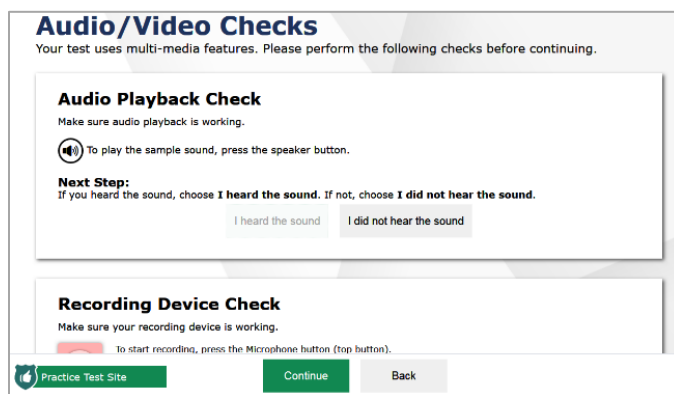 Audio/Video Checks
Your test uses multi-media features. Please perform the following checks before continuing.
Audio Playback Check
Make sure audio playback is working.
To play the sample sound, press the speaker button.
Next Step:
If you heard the sound, choose I heard the sound. If not, choose I did not hear the sound.
I heard the sound I did not hear the sound
Recording Device Check
Make sure your recording device is working.
To start recording, press the Microphone button (top button).
Practice Test Site Continue Back